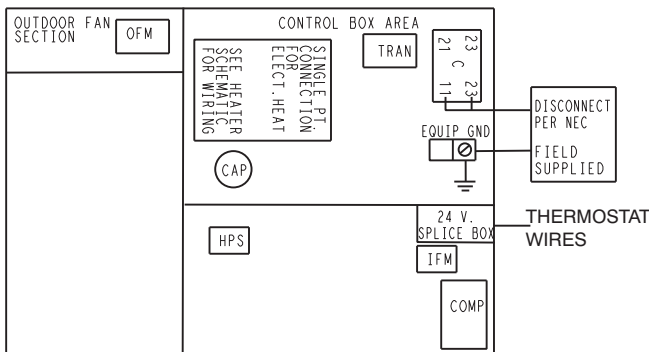 OUTDOOR FAN
SECTION
OFM
CONTROL BOX AREA
SINGLE PT.
CONNECTION
FOR
ELECT.HEAT
SEE HEATER
SCHEMATIC
FOR WIRING
TRAN
21 23
C
11 23
DISCONNECT
PER NEC
FIELD
SUPPLIED
EQUIP GND
CAP
HPS
24 V.
SPLICE BOX
THERMOSTAT
WIRES
IFM
COMP